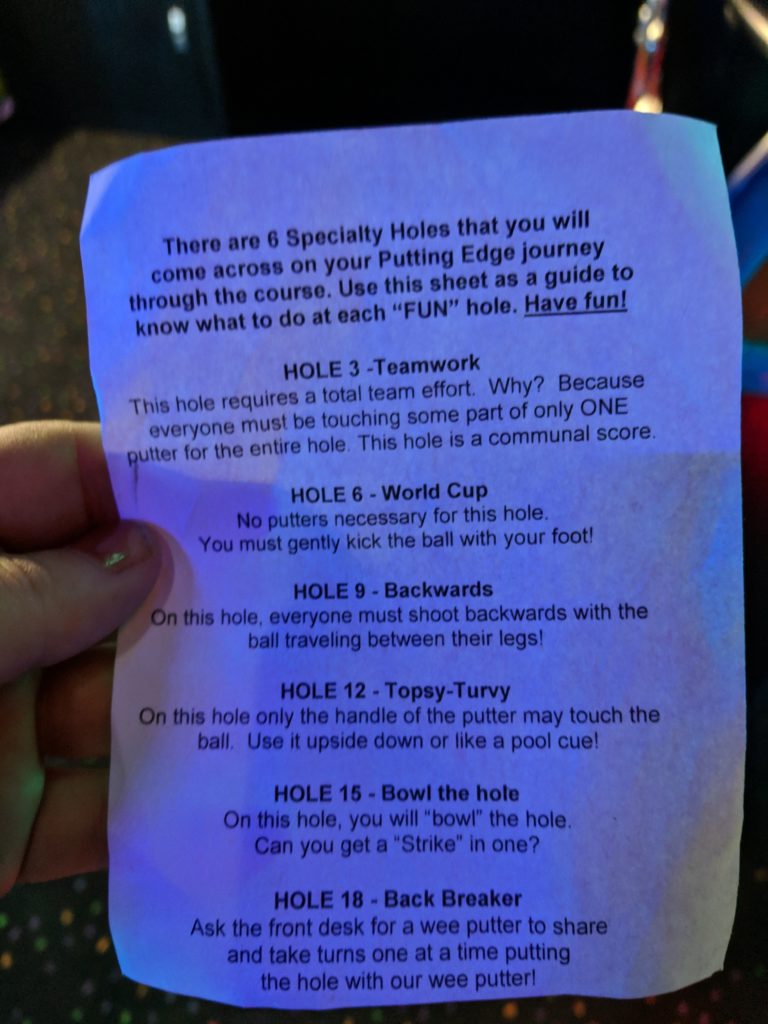 There are 6 Specialty Holes that you will
come across on your Putting Edge journey
through the course. Use this sheet as a guide to
know what to do at each “FUN” hole. Have fun!
HOLE 3 -Teamwork
This hole requires a total team effort. Why? Because
everyone must be touching some part of only ONE
putter for the entire hole. This hole is a communal score.
HOLE 6 - World Cup
No putters necessary for this hole.
You must gently kick the ball with your foot!
HOLE 9 - Backwards
On this hole, everyone must shoot backwards with the
ball traveling between their legs!
HOLE 12 - Topsy-Turvy
On this hole only the handle of the putter may touch the
ball. Use it upside down or like a pool cue!
HOLE 15 - Bowl the hole
On this hole, you will “bowl” the hole.
Can you get a “Strike” in one?
HOLE 18 - Back Breaker
Ask the front desk for a wee putter to share
and take turns one at a time putting
the hole with our wee putter!